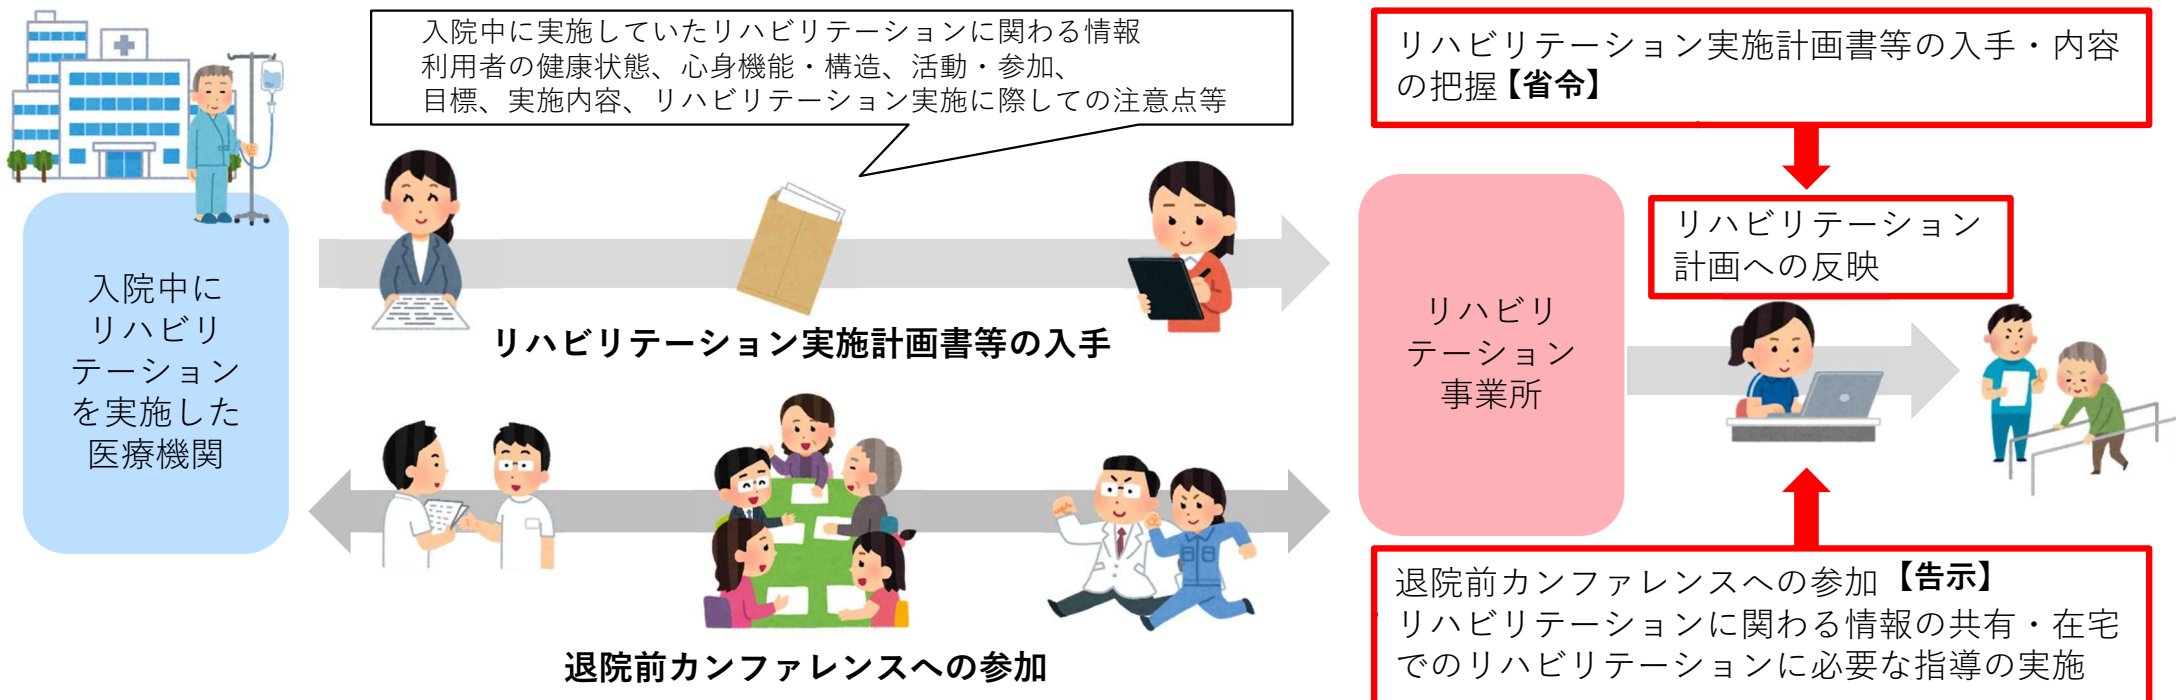 入院中に実施していたリハビリテーションに関わる情報
利用者の健康状態、心身機能・構造、活動・参加、
目標、実施内容、リハビリテーション実施に際しての注意点等
リハビリテーション実施計画書等の入手・内容
の把握【省令】
入院中に
リハビリ
テーション
を実施した
医療機関
リハビリテーション実施計画書等の入手
リハビリ
テーション
事業所
リハビリテーション
計画への反映
退院前カンファレンスへの参加
退院前カンファレンスへの参加【告示】
リハビリテーションに関わる情報の共有・在宅
でのリハビリテーションに必要な指導の実施